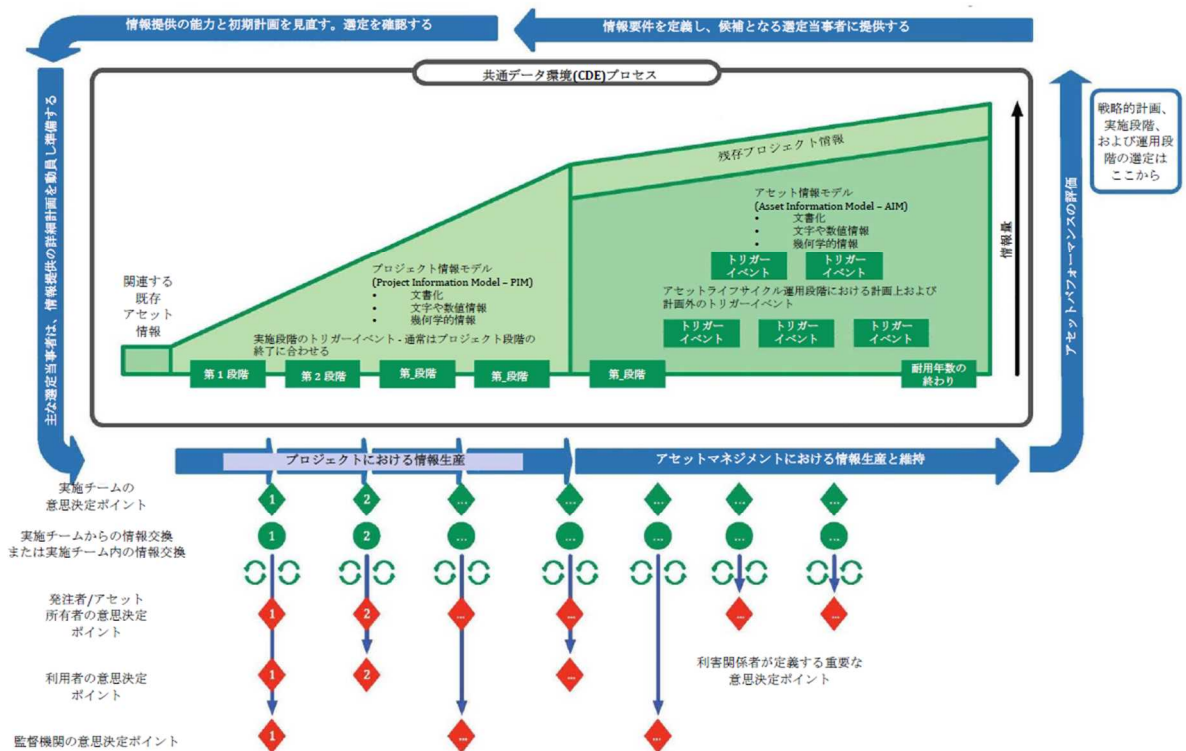 情報提供の能力と初期計画を見直す。選定を確認する
情報要件を定義し、候補となる選定当事者に提供する
共通データ環境(CDE)プロセス
主な選定当事者は、情報提供の詳細計画を動員し準備する
戦略的計画、
実施段階、
および運用段
階の選定は
ここから
アセットパフォーマンスの評価
情報量
残存プロジェクト情報
アセット情報モデル
(Asset Information Model – AIM)
• 文書化
• 文字や数値情報
• 幾何学的情報
トリガー
イベント
トリガー
イベント
アセットライフサイクル運用段階における計画上および
計画外のトリガーイベント
トリガー
イベント
トリガー
イベント
トリガー
イベント
関連する
既存
アセット
情報
プロジェクト情報モデル
(Project Information Model – PIM)
• 文書化
• 文字や数値情報
• 幾何学的情報
実施段階のトリガーイベント - 通常はプロジェクト段階の
終了に合わせる
第1段階
第2段階
第_段階
第_段階
第_段階
耐用年数の
終わり
プロジェクトにおける情報生産
アセットマネジメントにおける情報生産と維持
実施チームの
意思決定ポイント
1 2 ... ... ... ... ...
実施チームからの情報交換
または実施チーム内の情報交換
1 2 ... ... ... ... ...
発注者/アセット
所有者の意思決定
ポイント
1 2 ... ... ... ...
利用者の意思決定
ポイント
1 2 ...
利害関係者が定義する重要な
意思決定ポイント
監督機関の意思決定ポイント
1 ... ...